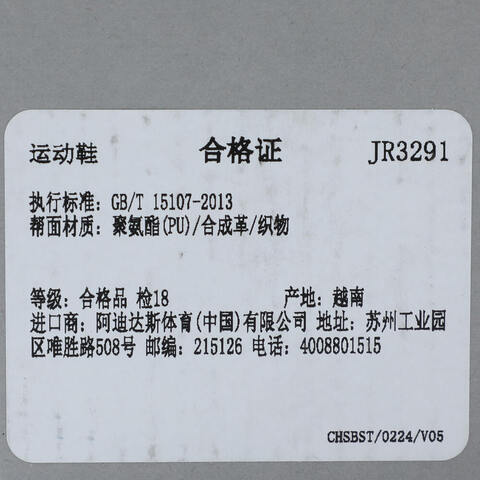 运动鞋 合格证 JR3291
执行标准: GB/T 15107-2013
帮面材质: 聚氨酯(PU)/合成革/织物
等级: 合格品 检18 产地: 越南
进口商: 阿迪达斯体育(中国)有限公司 地址: 苏州工业园
区唯胜路508号 邮编: 215126 电话: 4008801515
CHSBST/0224/V05